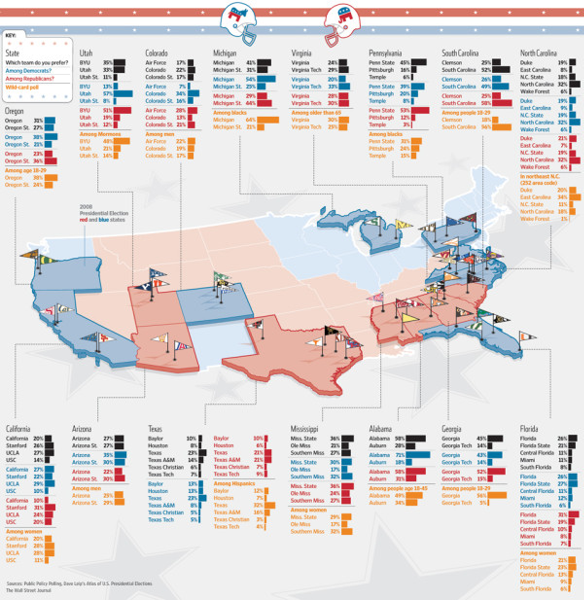 KEY:
State
Which team do you prefer?
Among Democrats?
Among Republicans?
Wild-card poll
Oregon
Oregon 31%
Oregon St. 27%
Oregon 38%
Oregon St. 21%
Oregon 23%
Oregon St. 36%
Among age 18-29
Oregon 38%
Oregon St. 24%
Utah
BYU 35%
Utah 33%
Utah St. 11%
BYU 13%
Utah 57%
Utah St. 8%
BYU 51%
Utah 19%
Utah St. 12%
Among Mormons
BYU 48%
Utah 21%
Utah St. 14%
Colorado
Air Force 17%
Colorado 22%
Colorado St. 17%
Air Force 7%
Colorado 34%
Colorado St. 16%
Air Force 28%
Colorado 13%
Colorado St. 21%
Among men
Air Force 22%
Colorado 19%
Colorado St. 17%
Michigan
Michigan 41%
Michigan St. 31%
Michigan 54%
Michigan St. 25%
Michigan 29%
Michigan St. 44%
Among blacks
Michigan 64%
Michigan St. 21%
Virginia
Virginia 24%
Virginia Tech 29%
Virginia 20%
Virginia Tech 33%
Virginia 30%
Virginia Tech 28%
Among older than 65
Virginia 30%
Virginia Tech 25%
Pennsylvania
Penn State 45%
Pittsburgh 16%
Temple 6%
Penn State 39%
Pittsburgh 20%
Temple 8%
Penn State 53%
Pittsburgh 12%
Temple 3%
Among blacks
Penn State 31%
Pittsburgh 24%
Temple 15%
South Carolina
Clemson 25%
South Carolina 52%
Clemson 26%
South Carolina 49%
Clemson 25%
South Carolina 58%
Among people 18-29
Clemson 18%
South Carolina 56%
North Carolina
Duke 19%
East Carolina 8%
N.C. State 18%
North Carolina 32%
Wake Forest 6%
Duke 19%
East Carolina 9%
N.C. State 19%
North Carolina 32%
Wake Forest 6%
Duke 21%
East Carolina 7%
N.C. State 19%
North Carolina 32%
Wake Forest 6%
In northeast N.C.
(252 area code)
Duke 20%
East Carolina 34%
N.C. State 11%
North Carolina 18%
Wake Forest 1%
2008
Presidential Election
red and blue states
California
California 20%
Stanford 26%
UCLA 27%
USC 14%
California 27%
Stanford 22%
UCLA 29%
USC 10%
California 10%
Stanford 31%
UCLA 24%
USC 20%
Among women
California 20%
Stanford 28%
UCLA 28%
USC 11%
Arizona
Arizona 27%
Arizona St. 27%
Arizona 35%
Arizona St. 30%
Arizona 22%
Arizona St. 30%
Among men
Arizona 25%
Arizona St. 29%
Texas
Baylor 10%
Houston 8%
Texas 23%
Texas A&M 14%
Texas Christian 6%
Texas Tech 7%
Baylor 12%
Houston 13%
Texas 27%
Texas A&M 8%
Texas Christian 5%
Texas Tech 5%
Baylor 10%
Houston 6%
Texas 21%
Texas A&M 21%
Texas Christian 7%
Texas Tech 9%
Among Hispanics
Baylor 12%
Houston 7%
Texas 32%
Texas A&M 16%
Texas Christian 3%
Texas Tech 4%
Mississippi
Miss. State 36%
Ole Miss 21%
Southern Miss 27%
Miss. State 30%
Ole Miss 17%
Southern Miss 32%
Miss. State 38%
Ole Miss 24%
Southern Miss 27%
Among women
Miss. State 29%
Ole Miss 17%
Southern Miss 32%
Alabama
Alabama 58%
Auburn 28%
Alabama 71%
Auburn 18%
Alabama 58%
Auburn 31%
Among people age 18-45
Alabama 49%
Auburn 34%
Georgia
Georgia 45%
Georgia Tech 14%
Georgia 43%
Georgia Tech 14%
Georgia 52%
Georgia Tech 15%
Among people 18-29
Georgia 56%
Georgia Tech 9%
Florida
Florida 26%
Florida State 21%
Central Florida 11%
Miami 11%
South Florida 8%
Florida 26%
Florida State 27%
Central Florida 11%
Miami 12%
South Florida 6%
Florida 31%
Florida State 19%
Central Florida 10%
Miami 8%
South Florida 7%
Among women
Florida 21%
Florida State 23%
Central Florida 13%
Miami 9%
South Florida 6%
Sources: Public Policy Polling, Dave Leip's Atlas of U.S. Presidential Elections
The Wall Street Journal